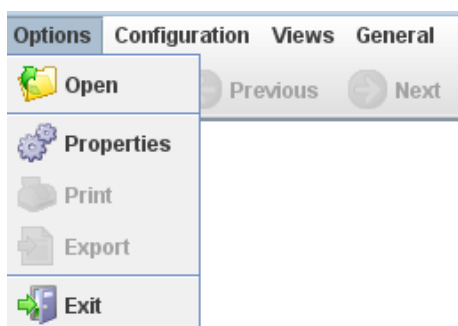 Options Configuration Views General
Open Previous Next
Properties
Print
Export
Exit